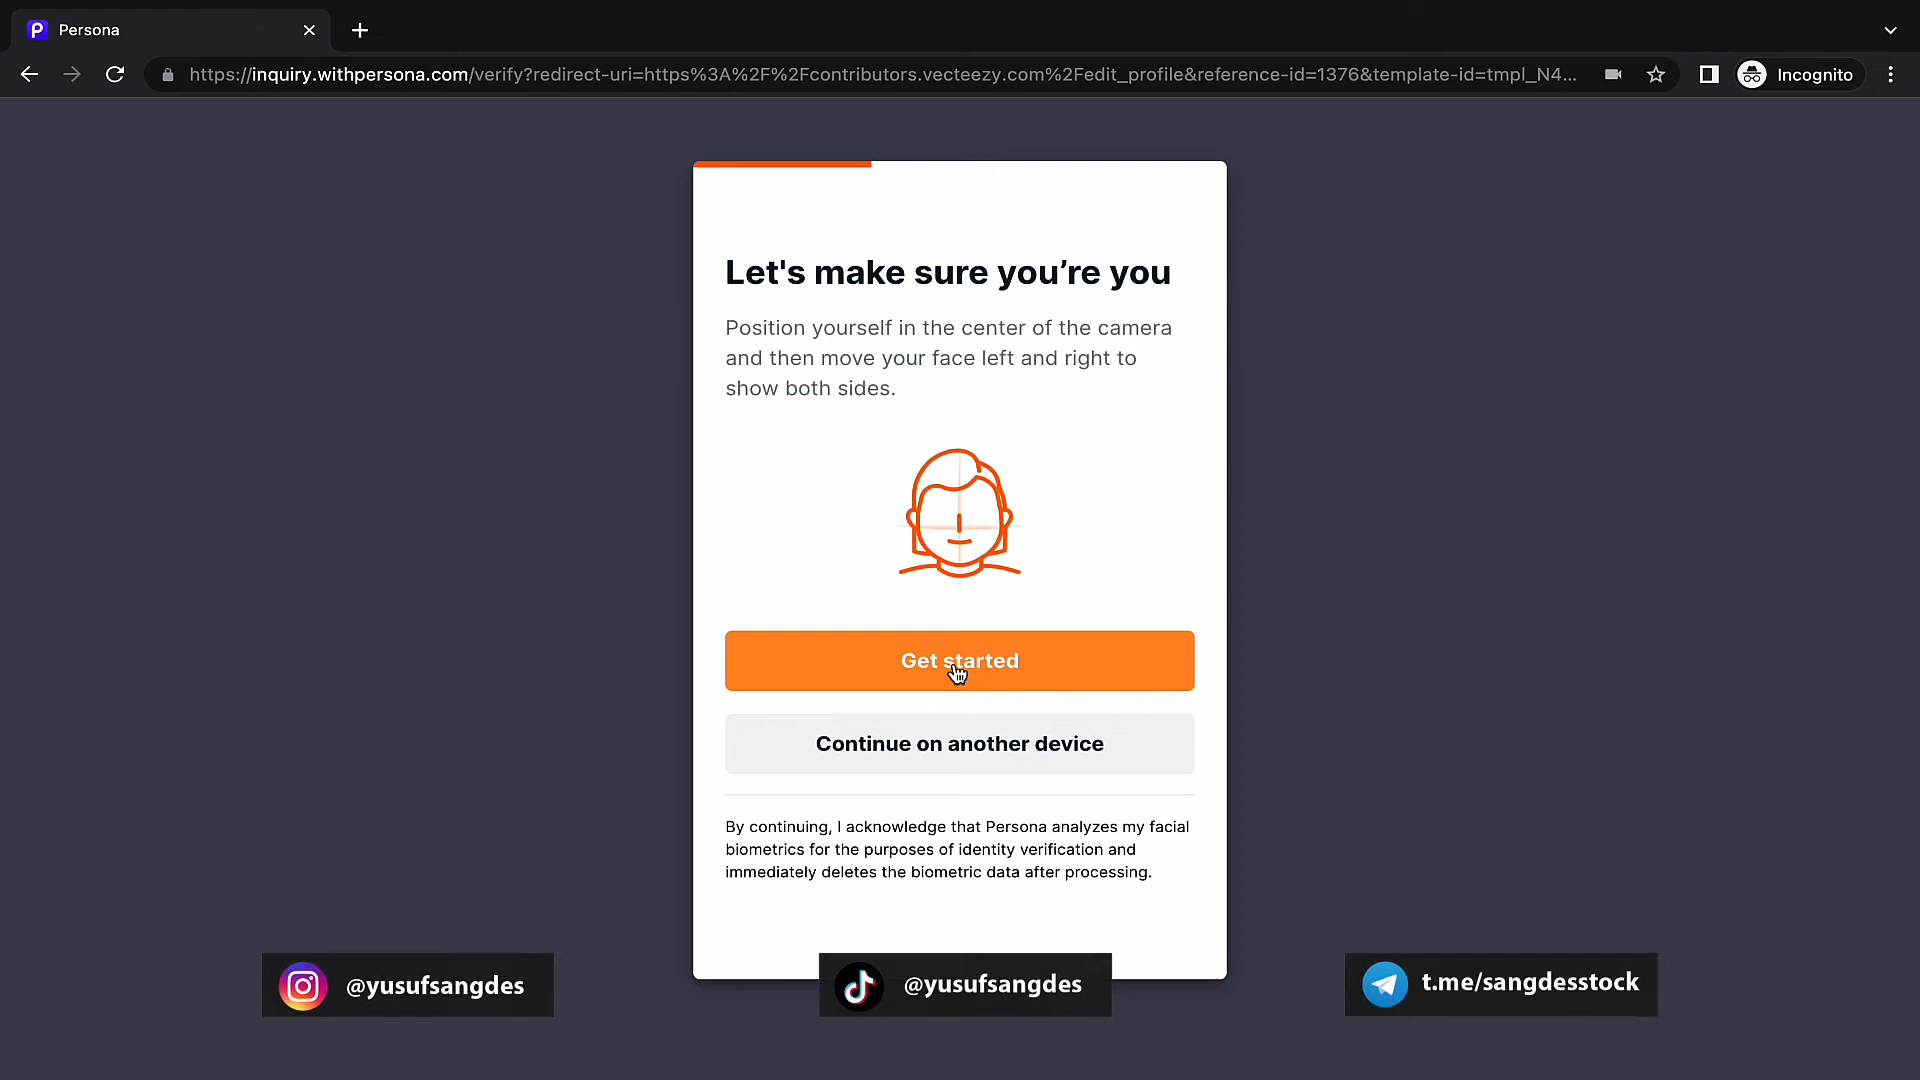 Persona
https://inquiry.withpersona.com/verify?redirect-uri=https%3A%2F%2Fcontributors.vecteezy.com%2Fedit_profile&reference-id=1376&template-id=tmpl_N4...
Incognito
Let's make sure you’re you
Position yourself in the center of the camera
and then move your face left and right to
show both sides.
Get started
Continue on another device
By continuing, I acknowledge that Persona analyzes my facial
biometrics for the purposes of identity verification and
immediately deletes the biometric data after processing.
@yusufsangdes
@yusufsangdes
t.me/sangdesstock